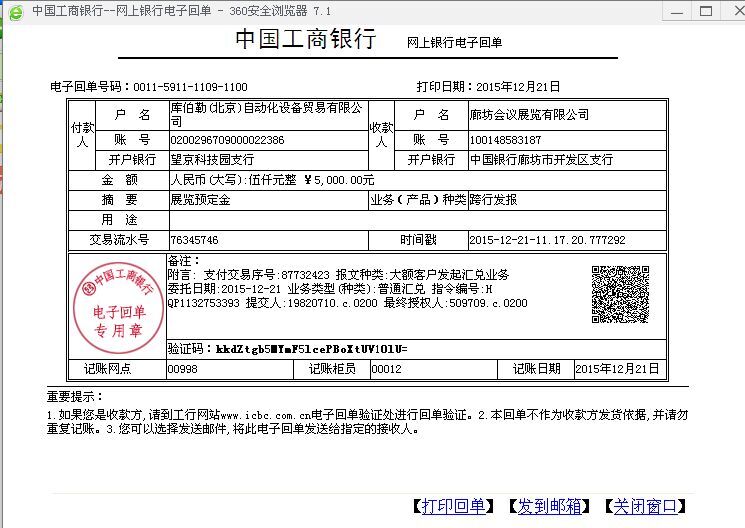 中国工商银行--网上银行电子回单 - 360安全浏览器 7.1
中国工商银行 网上银行电子回单
电子回单号码：0011-5911-1109-1100 打印日期：2015年12月21日
付款人 户 名 库伯勒(北京)自动化设备贸易有限公司 收款人 户 名 廊坊会议展览有限公司
账 号 0200296709000022386 账 号 100148583187
开户银行 望京科技园支行 开户银行 中国银行廊坊市开发区支行
金 额 人民币(大写):伍仟元整 ￥5,000.00元
摘 要 展览预定金 业务（产品）种类 跨行发报
用 途
交易流水号 76345746 时间戳 2015-12-21-11.17.20.777292
中国工商银行
电子回单
专用章
备注：
附言： 支付交易序号:87732423 报文种类:大额客户发起汇兑业务
委托日期:2015-12-21 业务类型(种类):普通汇兑 指令编号:H
QP1132753393 提交人:19820710.c.0200 最终授权人:509709.c.0200
验证码：kkdZtgb5MYmF5lcePBoXtUV1OlU=
记账网点 00998 记账柜员 00012 记账日期 2015年12月21日
重要提示：
1.如果您是收款方,请到工行网站www.icbc.com.cn电子回单验证处进行回单验证。2.本回单不作为收款方发货依据,并请勿
重复记账。3.您可以选择发送邮件,将此电子回单发送给指定的接收人。
【打印回单】 【发到邮箱】 【关闭窗口】